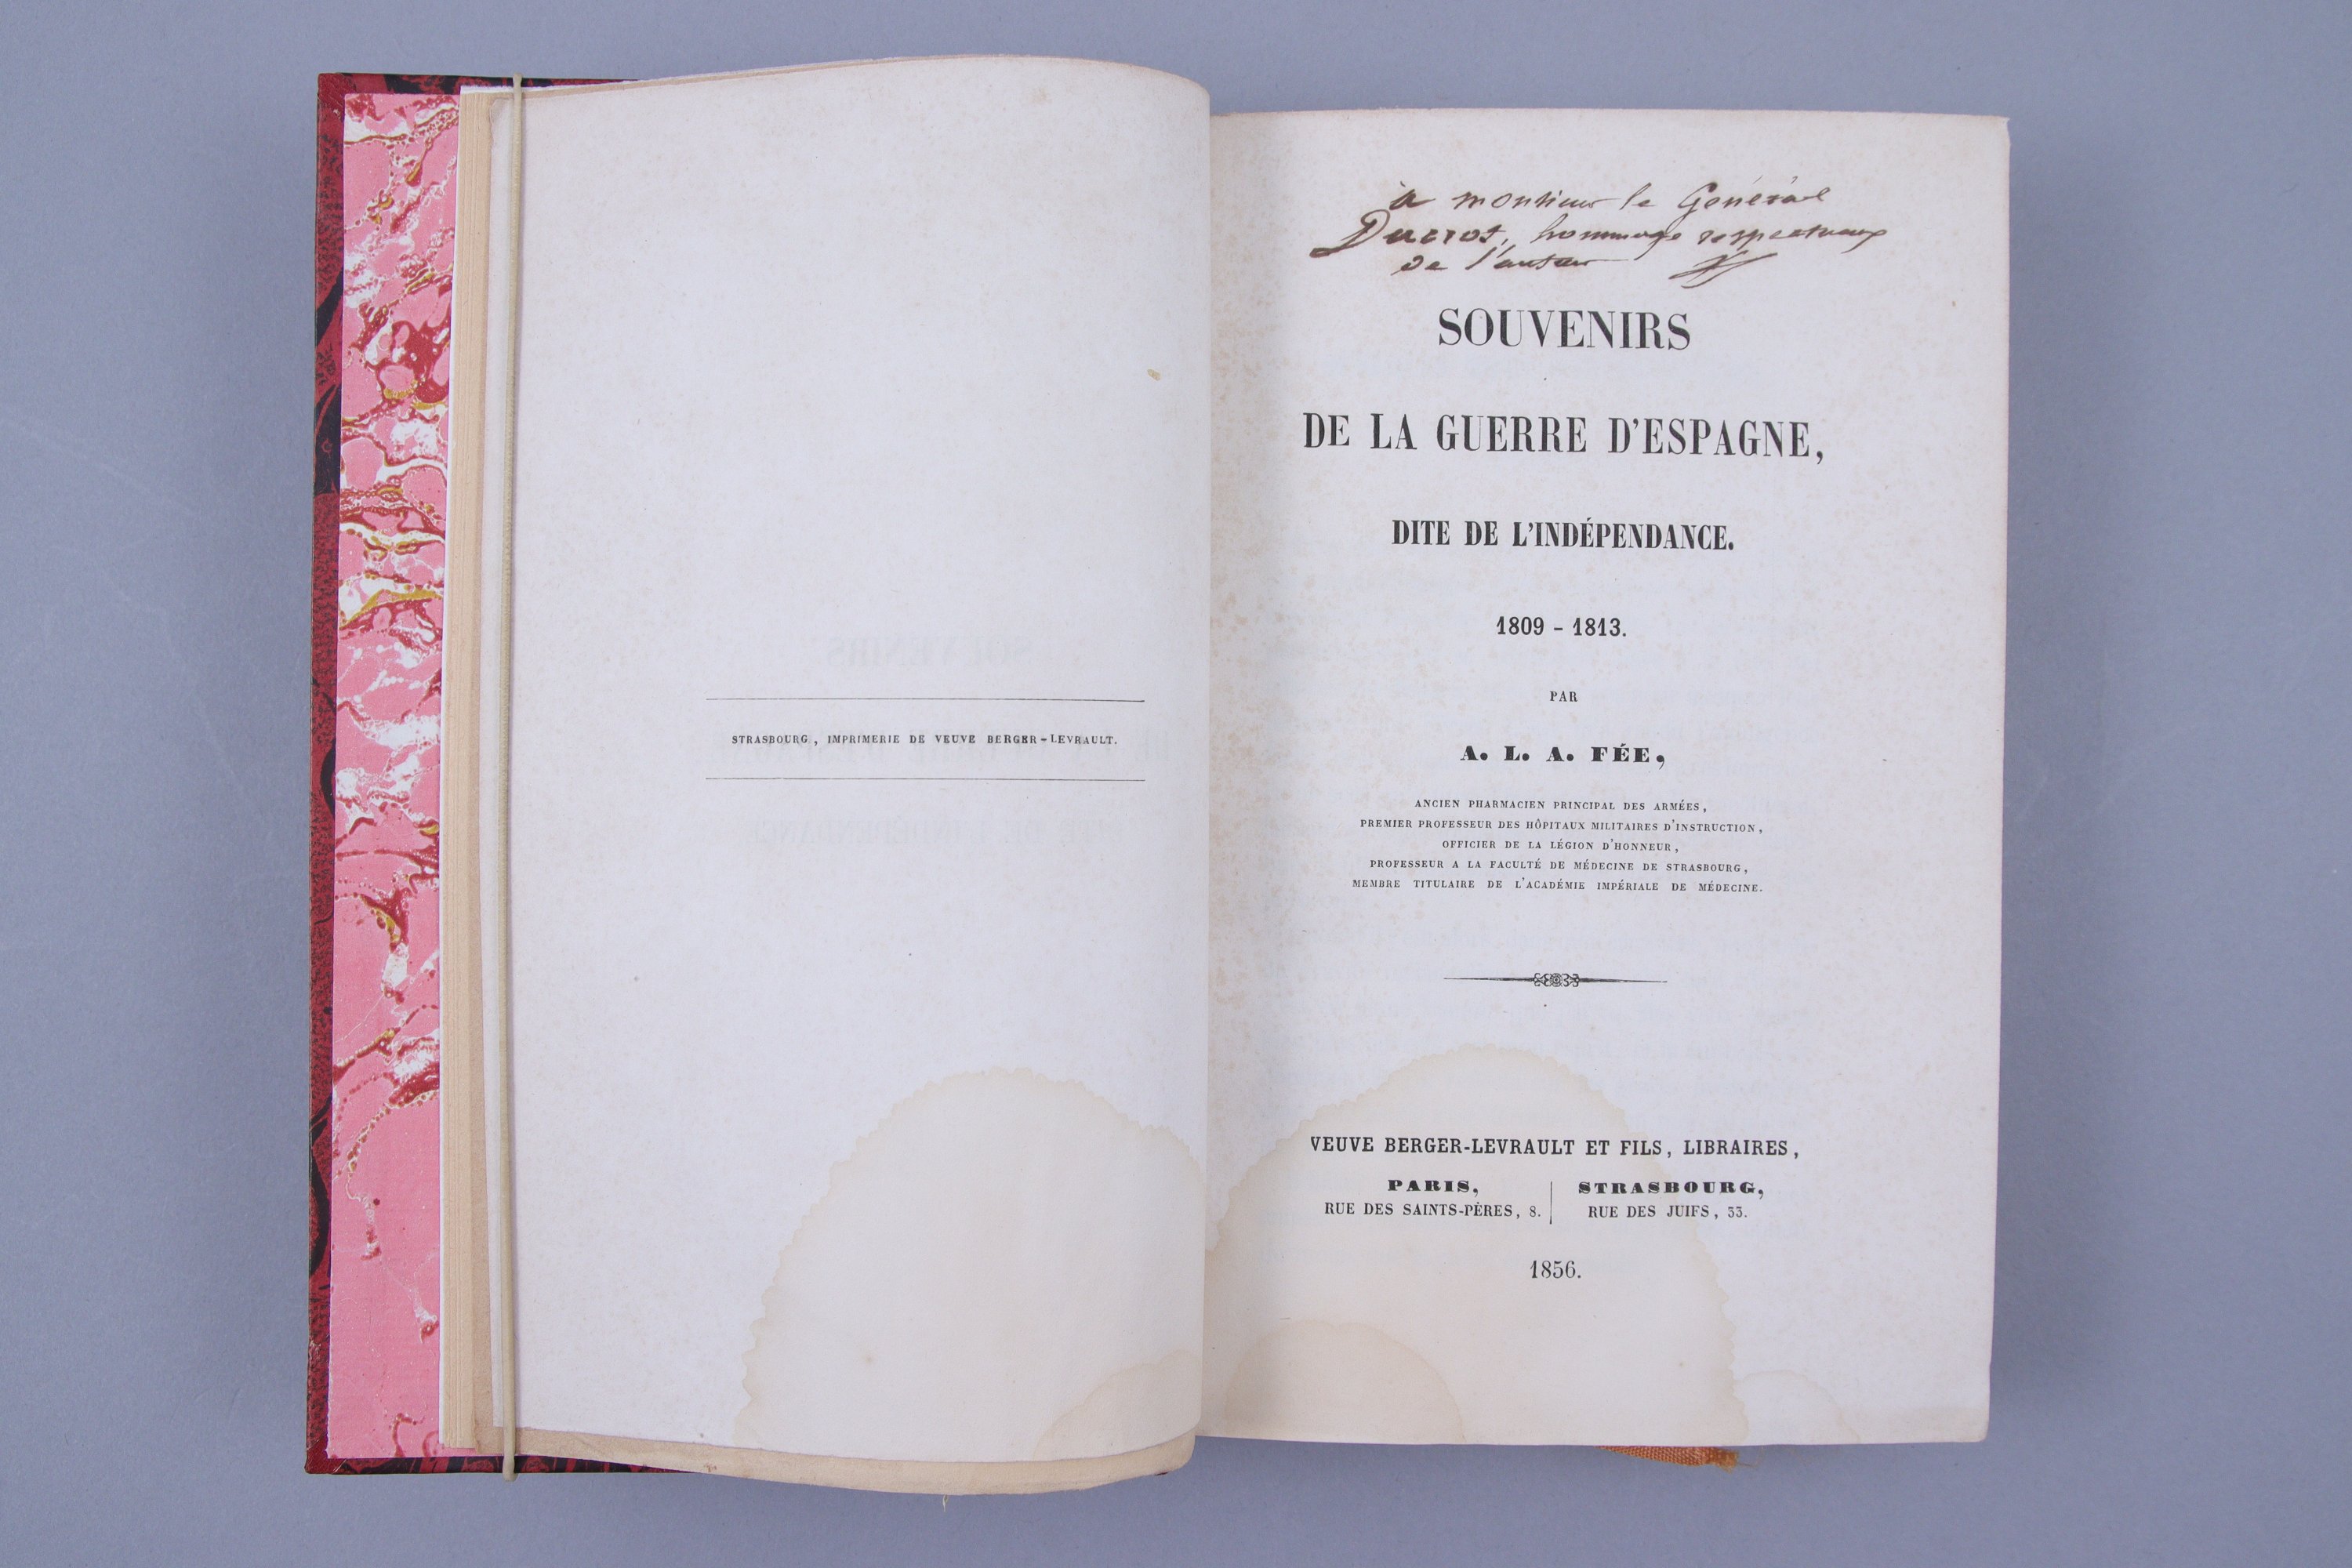 STRASBOURG, IMPRIMERIE DE VEUVE BERGER-LEVRAULT.
à monsieur le Général
Ducrot, hommage respectueux
de l'auteur
SOUVENIRS
DE LA GUERRE D'ESPAGNE,
DITE DE L'INDÉPENDANCE.
1809 - 1813.
PAR
A. L. A. FÉE,
ANCIEN PHARMACIEN PRINCIPAL DES ARMÉES,
PREMIER PROFESSEUR DES HÔPITAUX MILITAIRES D'INSTRUCTION,
OFFICIER DE LA LÉGION D'HONNEUR,
PROFESSEUR A LA FACULTÉ DE MÉDECINE DE STRASBOURG,
MEMBRE TITULAIRE DE L'ACADÉMIE IMPÉRIALE DE MÉDECINE.
VEUVE BERGER-LEVRAULT ET FILS, LIBRAIRES,
PARIS,
RUE DES SAINTS-PÈRES, 8.
STRASBOURG,
RUE DES JUIFS, 33.
1856.